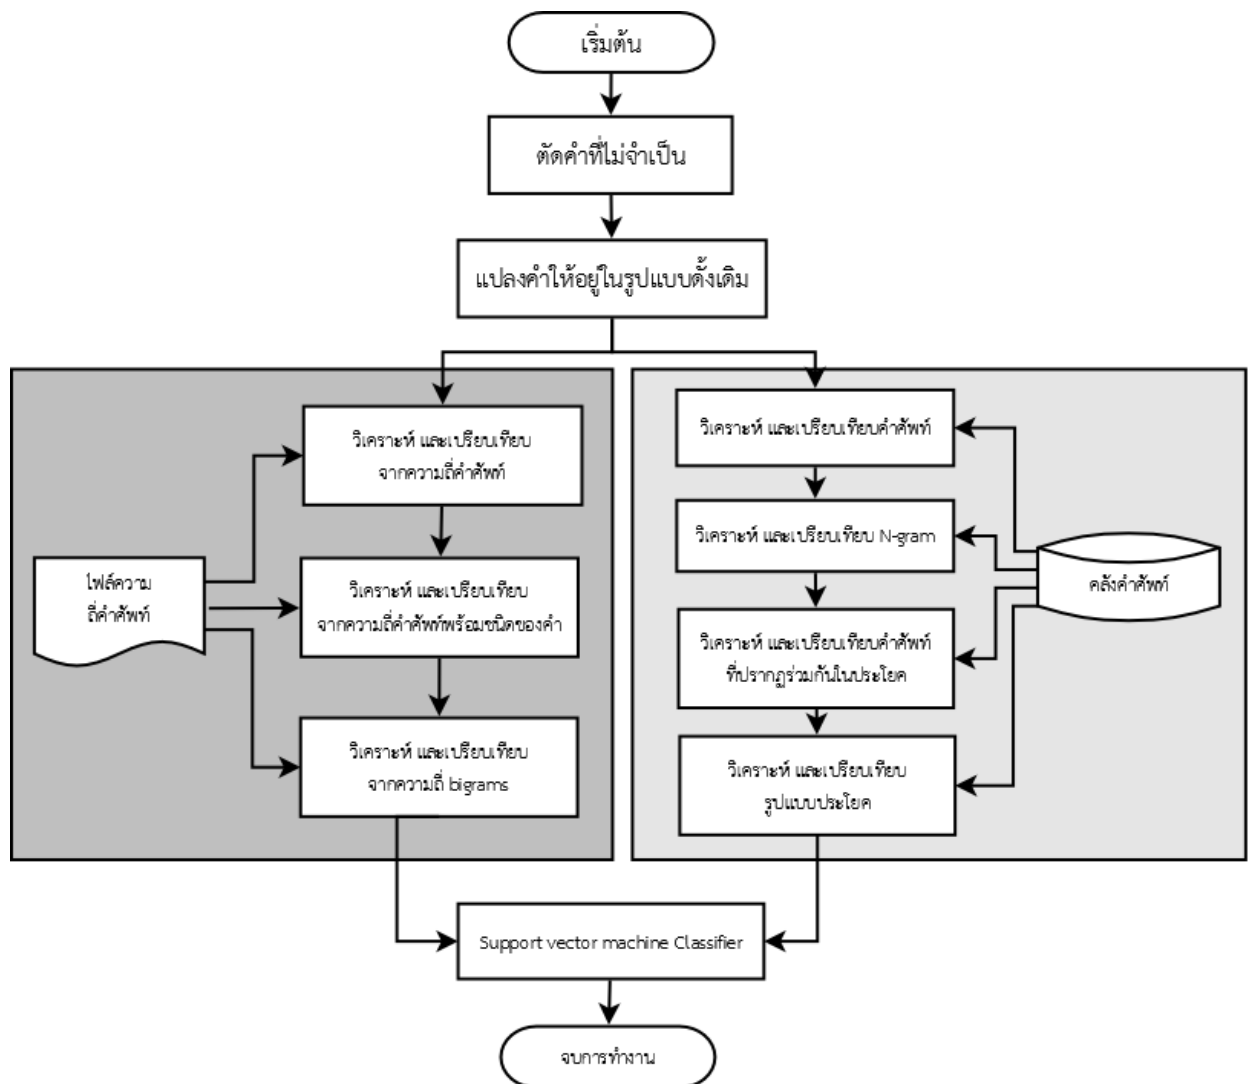 เริ่มต้น
ตัดคำที่ไม่จำเป็น
แปลงคำให้อยู่ในรูปแบบดั้งเดิม
วิเคราะห์ และเปรียบเทียบ
จากความถี่คำศัพท์
ไฟล์ความ
ถี่คำศัพท์
วิเคราะห์ และเปรียบเทียบ
จากความถี่คำศัพท์พร้อมชนิดของคำ
วิเคราะห์ และเปรียบเทียบ
จากความถี่ bigrams
วิเคราะห์ และเปรียบเทียบคำศัพท์
วิเคราะห์ และเปรียบเทียบ N-gram
คลังคำศัพท์
วิเคราะห์ และเปรียบเทียบคำศัพท์
ที่ปรากฏร่วมกันในประโยค
วิเคราะห์ และเปรียบเทียบ
รูปแบบประโยค
Support vector machine Classifier
จบการทำงาน